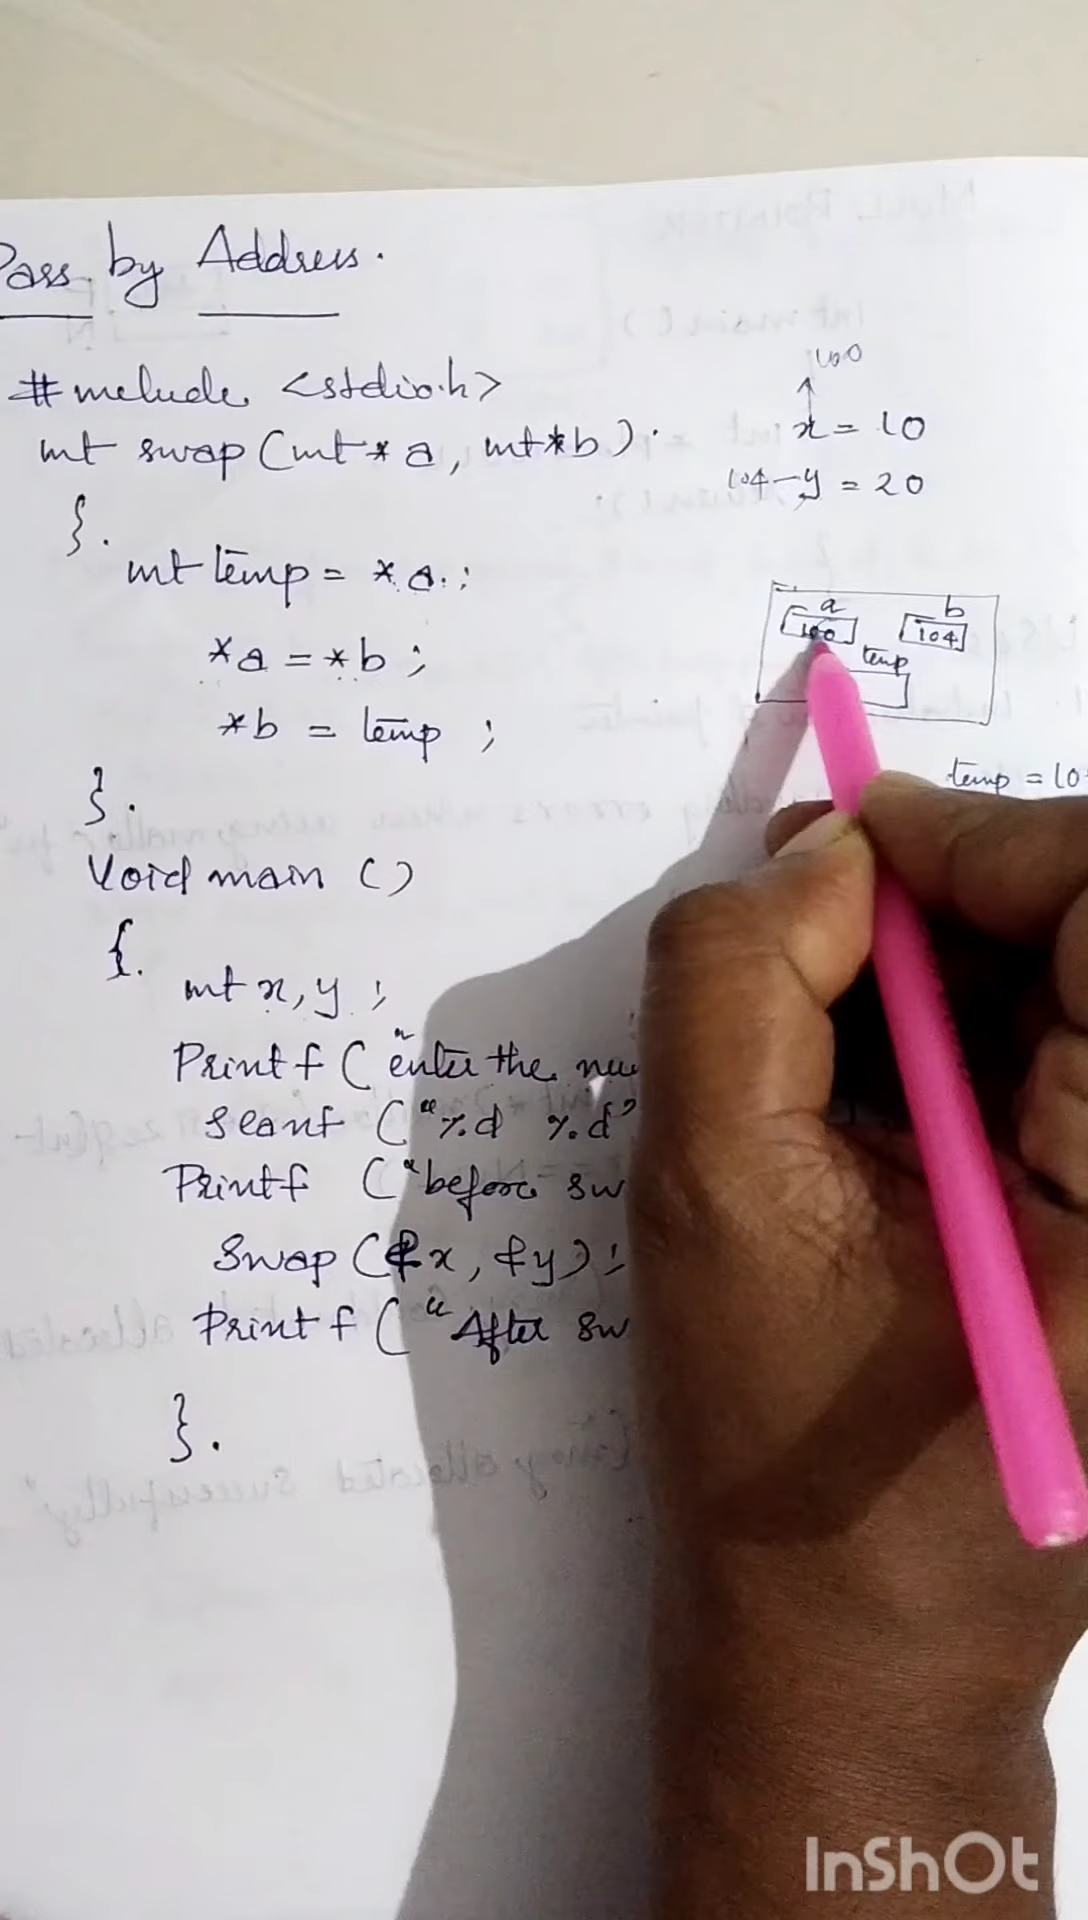 Pass by Address.
#include <stdio.h>
int swap (int * a, int * b).
}.
int temp = * a. ;
*a = *b ;
*b = temp ;
}.
Void main ()
{.
int x, y ;
Printf ( "enter the
Scanf ( "%d %d"
Printf ( "before sw
Swap (&x, &y) ;
Printf ( "After sw
}.
100
x = 10
104 - y = 20
a b
100 104
temp
temp = 10
InShOt